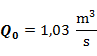 Q₀ = 1,03 m³/s